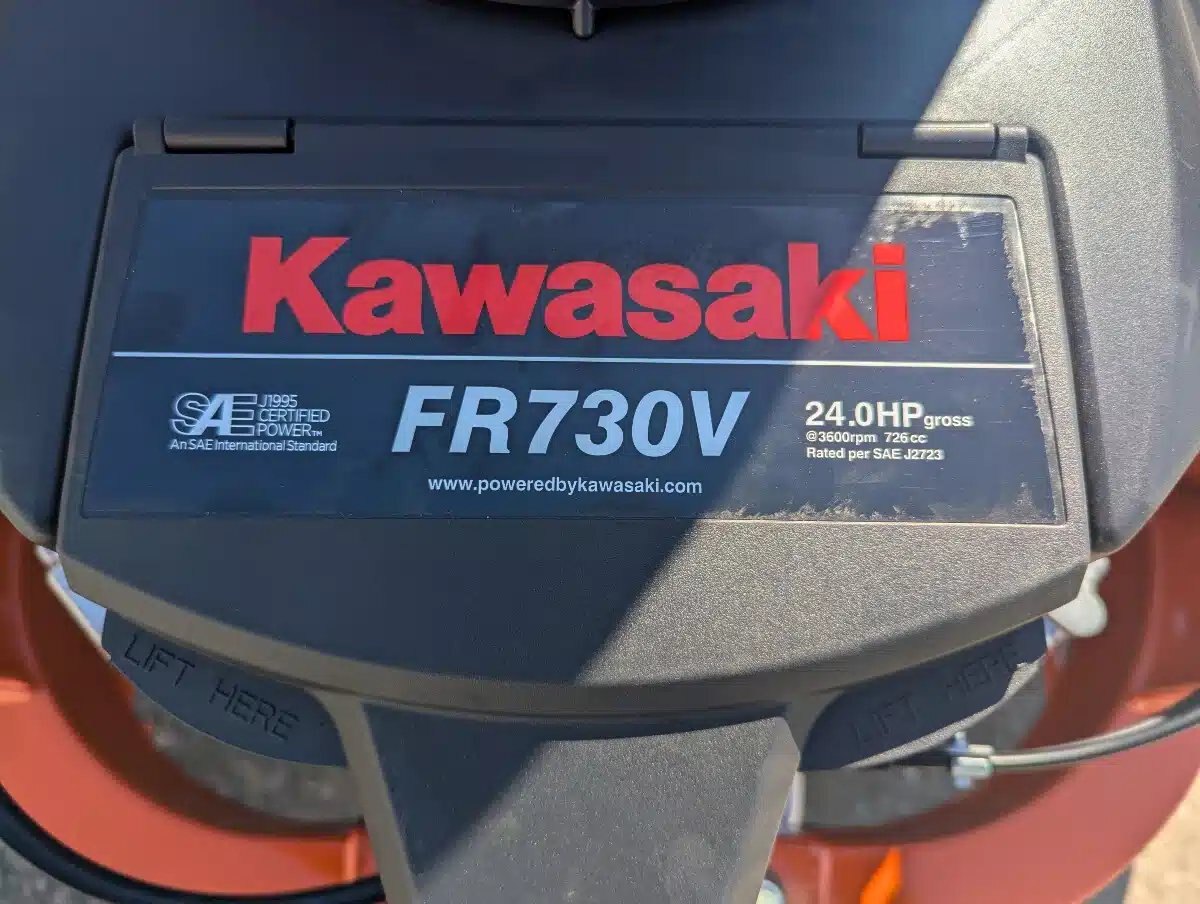 Kawasaki
SAE J1995
CERTIFIED
POWER™
An SAE International Standard
FR730V
www.poweredbykawasaki.com
24.0HP gross
@3600rpm 726cc
Rated per SAE J2723
LIFT HERE
LIFT HERE